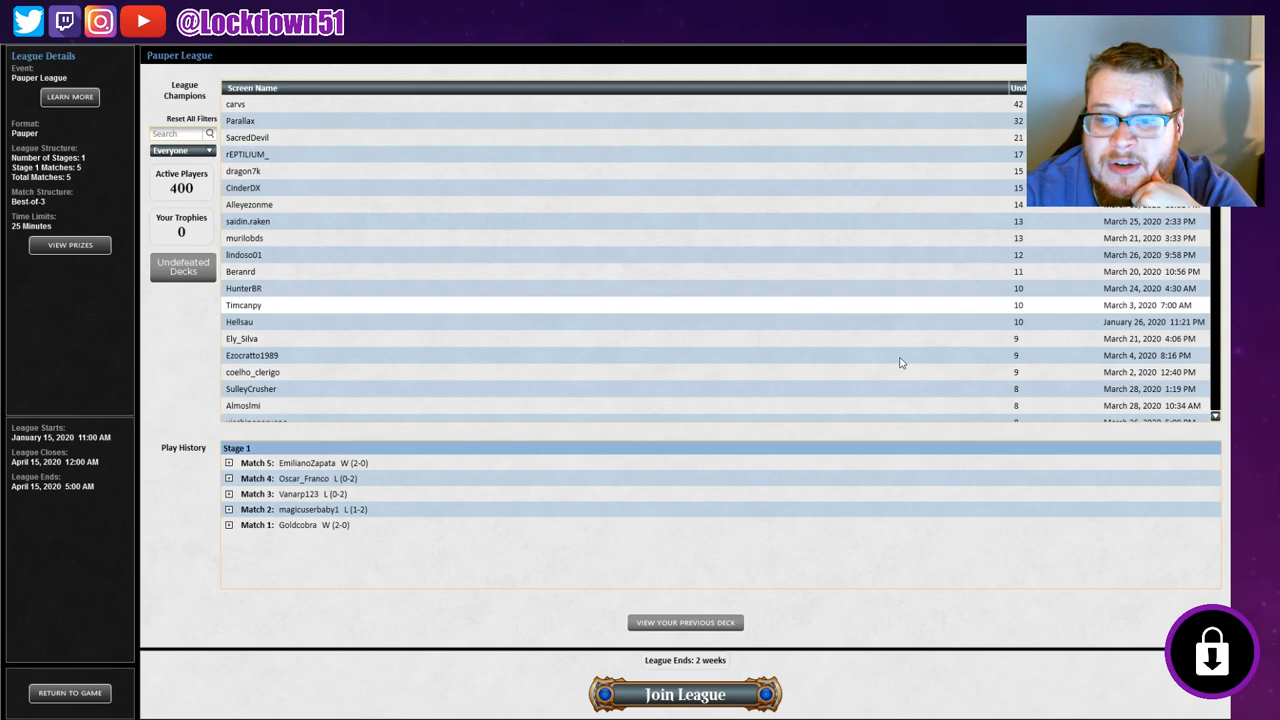 @Lockdown51
League Details
Event:
Pauper League
LEARN MORE
Format:
Pauper
League Structure:
Number of Stages: 1
Stage 1 Matches: 5
Total Matches: 5
Match Structure:
Best-of-3
Time Limits:
25 Minutes
VIEW PRIZES
League Starts:
January 15, 2020 11:00 AM
League Closes:
April 15, 2020 12:00 AM
League Ends:
April 15, 2020 5:00 AM
RETURN TO GAME
Pauper League
League
Champions
Reset All Filters
Search
Everyone
Active Players
400
Your Trophies
0
Undefeated
Decks
Screen Name Und
carvs 42
Parallax 32
SacredDevil 21
rEPTILIUM_ 17
dragon7k 15
CinderDX 15
Alleyezonme 14
saidin.raken 13 March 25, 2020 2:33 PM
murilobds 13 March 21, 2020 3:33 PM
lindoso01 12 March 26, 2020 9:58 PM
Beranrd 11 March 20, 2020 10:56 PM
HunterBR 10 March 24, 2020 4:30 AM
Timcanpy 10 March 3, 2020 7:00 AM
Hellsau 10 January 26, 2020 11:21 PM
Ely_Silva 9 March 21, 2020 4:06 PM
Ezocratto1989 9 March 4, 2020 8:16 PM
coelho_clerigo 9 March 2, 2020 12:40 PM
SulleyCrusher 8 March 28, 2020 1:19 PM
Almoslmi 8 March 28, 2020 10:34 AM
Play History
Stage 1
Match 5: EmilianoZapata W (2-0)
Match 4: Oscar_Franco L (0-2)
Match 3: Vanarp123 L (0-2)
Match 2: magicuserbaby1 L (1-2)
Match 1: Goldcobra W (2-0)
VIEW YOUR PREVIOUS DECK
League Ends: 2 weeks
Join League